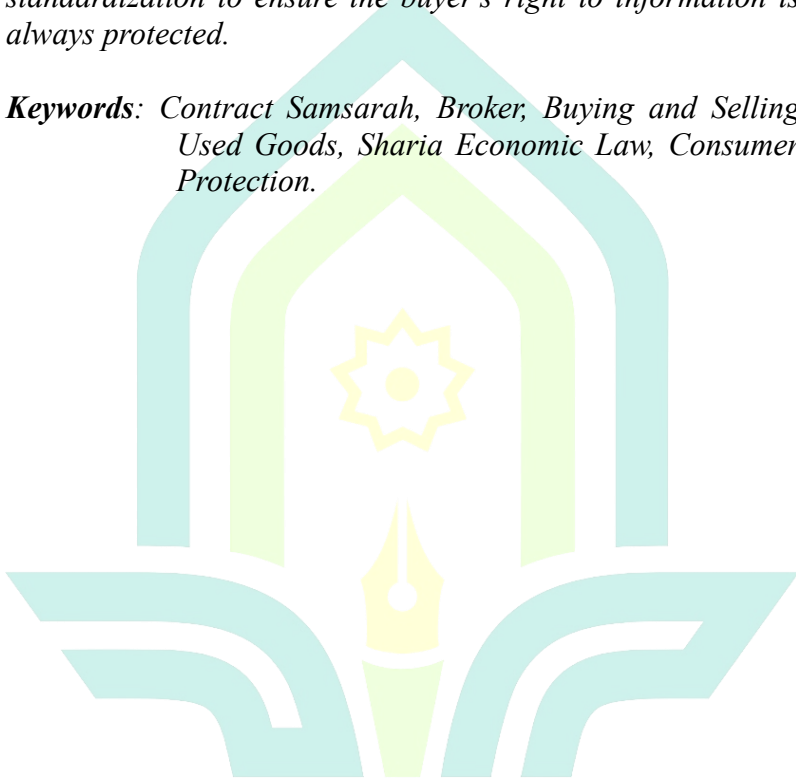 standardization to ensure the buyer's right to information is
always protected.
Keywords: Contract Samsarah, Broker, Buying and Selling
Used Goods, Sharia Economic Law, Consumer
Protection.